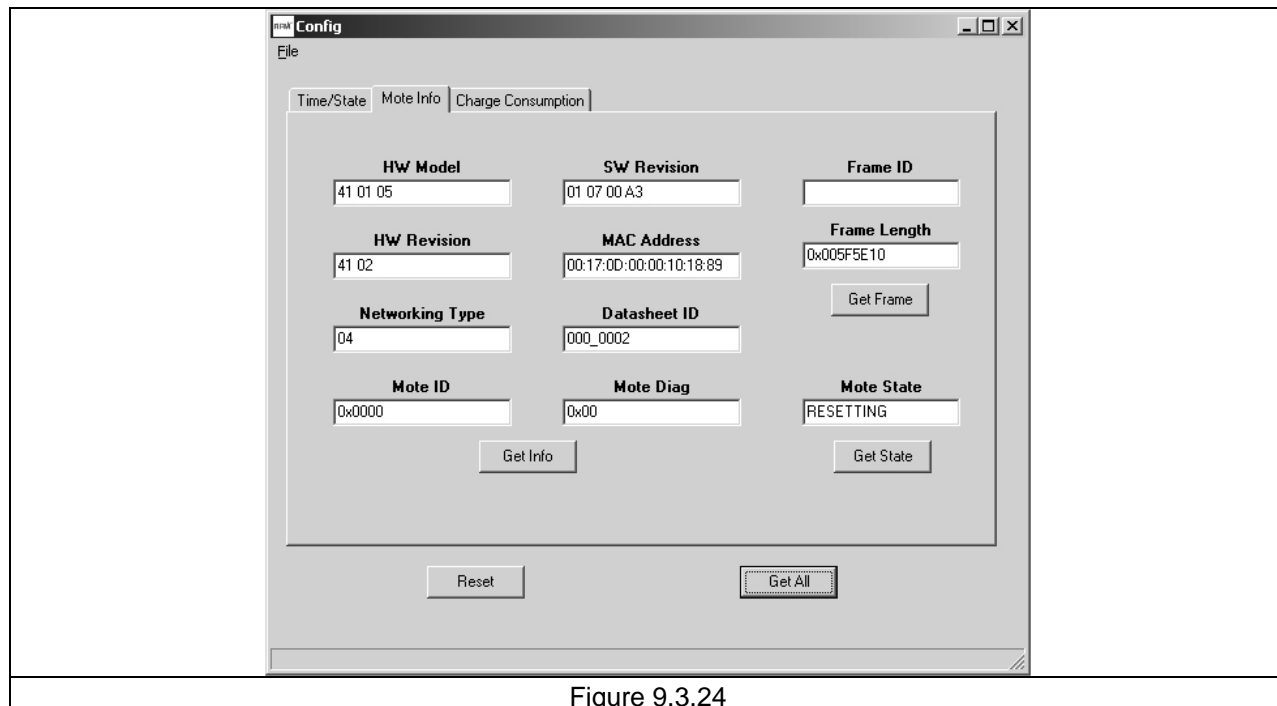 Config
File
Time/State Mote Info Charge Consumption
HW Model SW Revision Frame ID
41 01 05 01 07 00 A3
HW Revision MAC Address Frame Length
41 02 00:17:0D:00:00:10:18:89 0x005F5E10
Get Frame
Networking Type Datasheet ID
04 000_0002
Mote ID Mote Diag Mote State
0x0000 0x00 RESETTING
Get Info Get State
Reset Get All
Figure 9.3.24